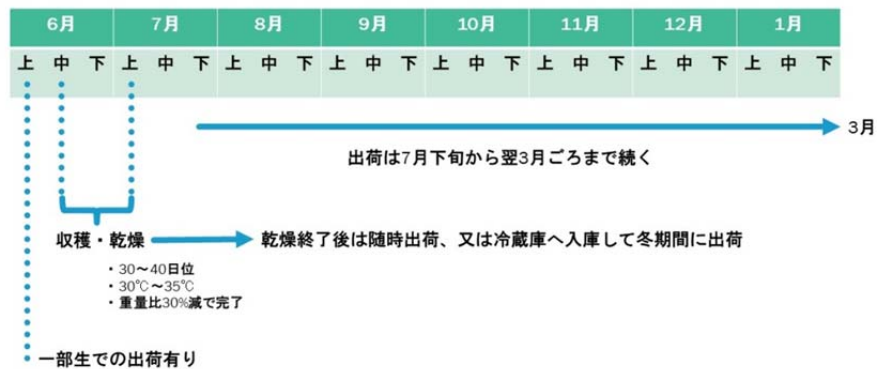 6月 7月 8月 9月 10月 11月 12月 1月
上 中 下 上 中 下 上 中 下 上 中 下 上 中 下 上 中 下 上 中 下 上 中 下
3月
出荷は7月下旬から翌3月ごろまで続く
収穫・乾燥
乾燥終了後は随時出荷、又は冷蔵庫へ入庫して冬期間に出荷
・30～40日位
・30℃～35℃
・重量比30%減で完了
一部生での出荷有り